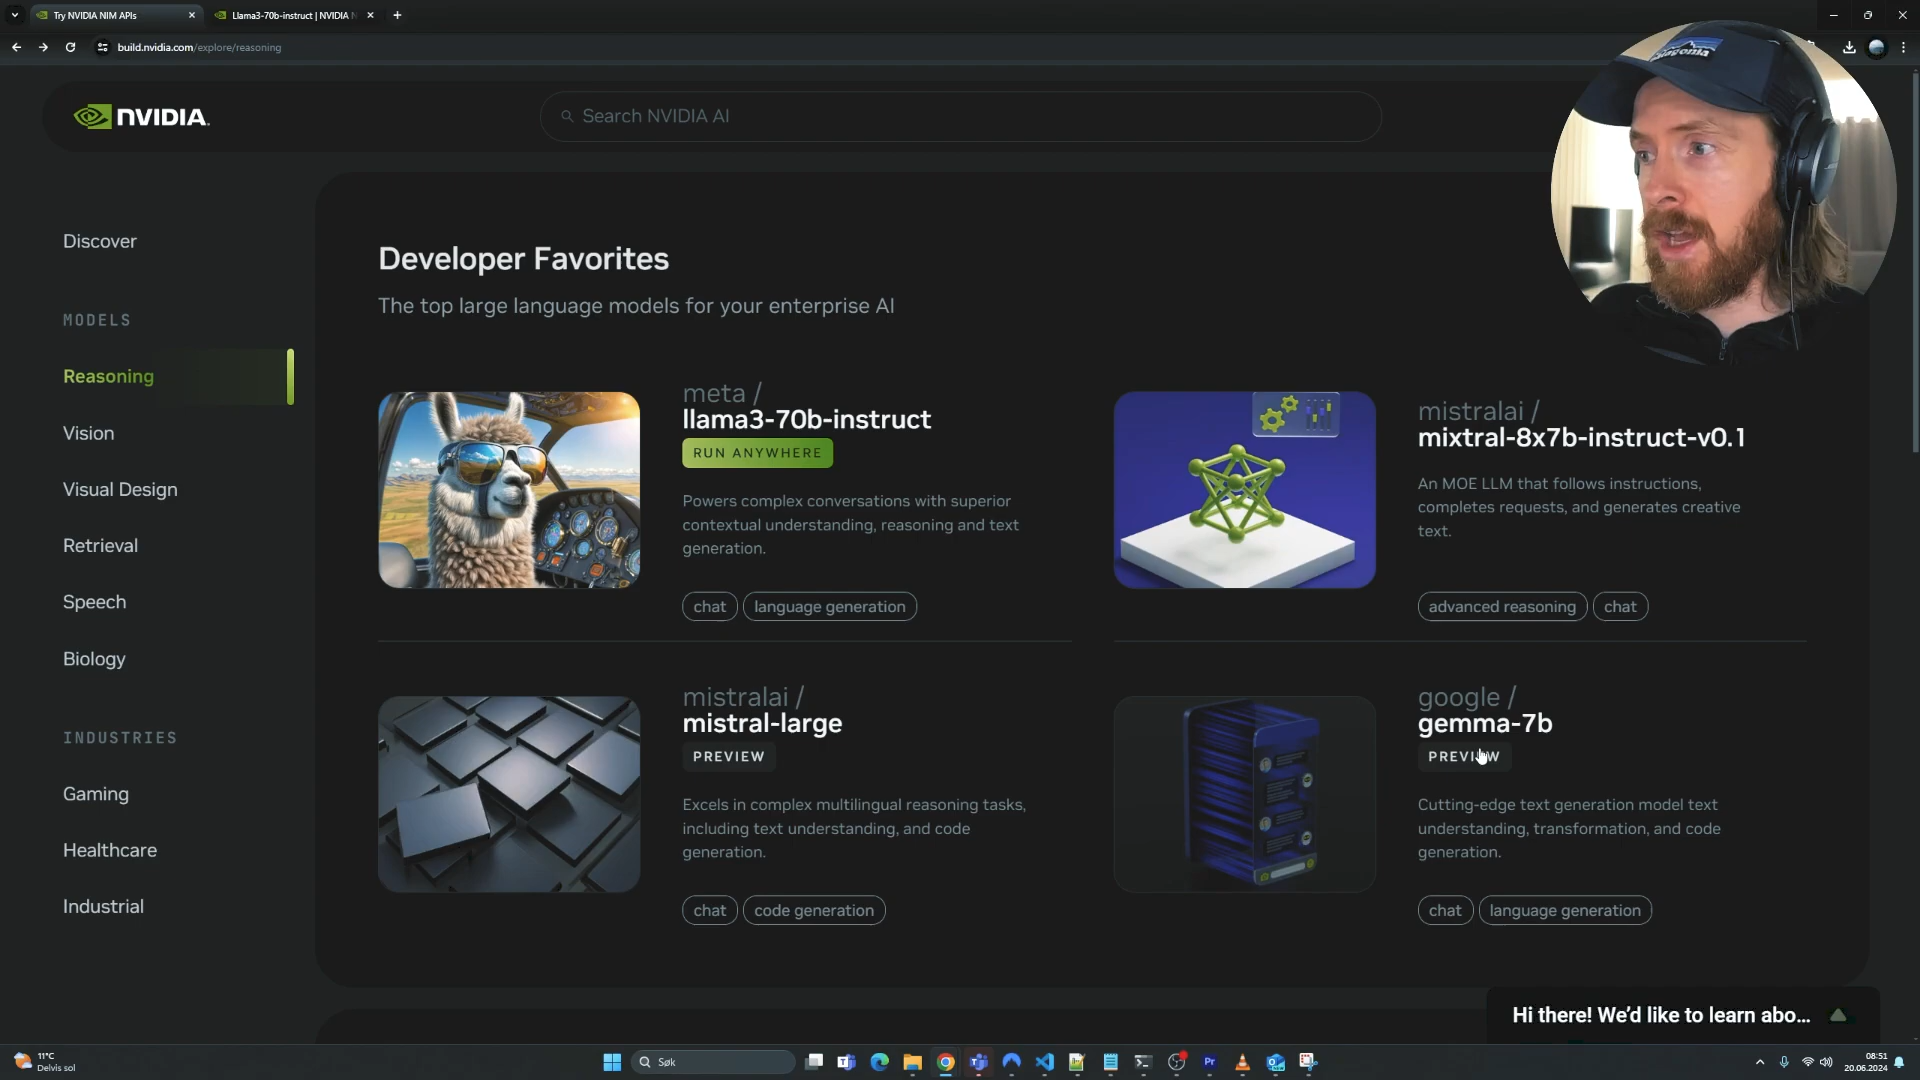 Try NVIDIA NIM APIs
Llama3-70b-instruct | NVIDIA
build.nvidia.com/explore/reasoning
patagonia
NVIDIA.
Search NVIDIA AI
Discover
MODELS
Reasoning
Vision
Visual Design
Retrieval
Speech
Biology
INDUSTRIES
Gaming
Healthcare
Industrial
Developer Favorites
The top large language models for your enterprise AI
meta /
llama3-70b-instruct
RUN ANYWHERE
Powers complex conversations with superior
contextual understanding, reasoning and text
generation.
chat
language generation
mistralai /
mixtral-8x7b-instruct-v0.1
An MOE LLM that follows instructions,
completes requests, and generates creative
text.
advanced reasoning
chat
mistralai /
mistral-large
PREVIEW
Excels in complex multilingual reasoning tasks,
including text understanding, and code
generation.
chat
code generation
google /
gemma-7b
PREVIEW
Cutting-edge text generation model text
understanding, transformation, and code
generation.
chat
language generation
Hi there! We'd like to learn abo...
11°C
Delvis sol
Søk
Pr
08:51
20.06.2024